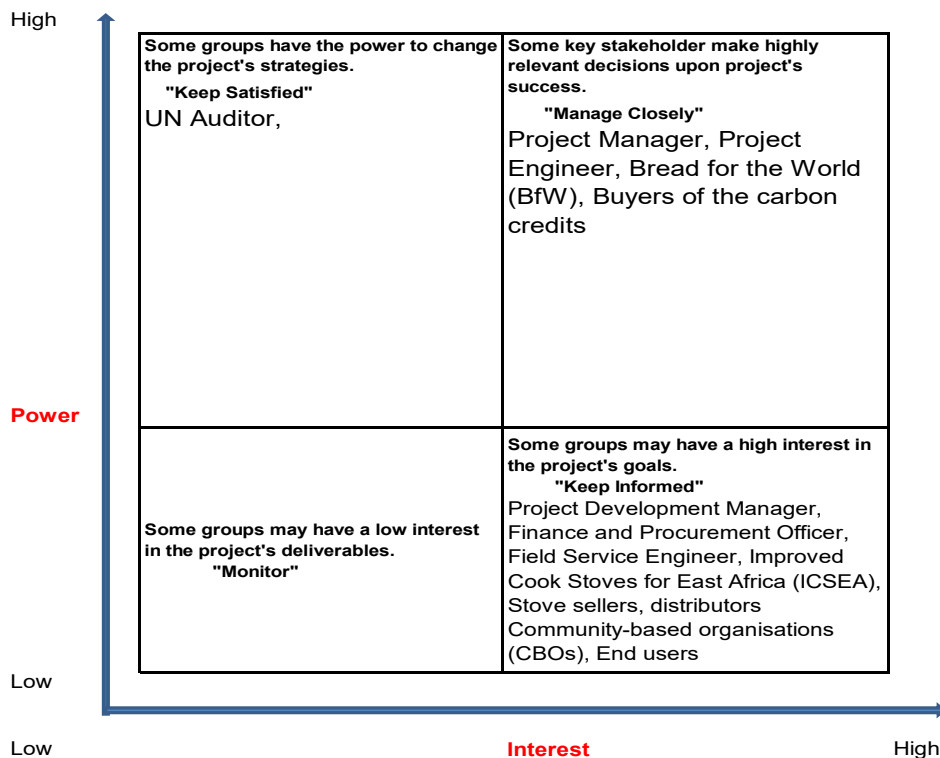 High
Some groups have the power to change
the project's strategies.
"Keep Satisfied"
UN Auditor,
Some key stakeholder make highly
relevant decisions upon project's
success.
"Manage Closely"
Project Manager, Project
Engineer, Bread for the World
(BfW), Buyers of the carbon
credits
Power
Some groups may have a low interest
in the project's deliverables.
"Monitor"
Some groups may have a high interest in
the project's goals.
"Keep Informed"
Project Development Manager,
Finance and Procurement Officer,
Field Service Engineer, Improved
Cook Stoves for East Africa (ICSEA),
Stove sellers, distributors
Community-based organisations
(CBOs), End users
Low
Low
Interest
High